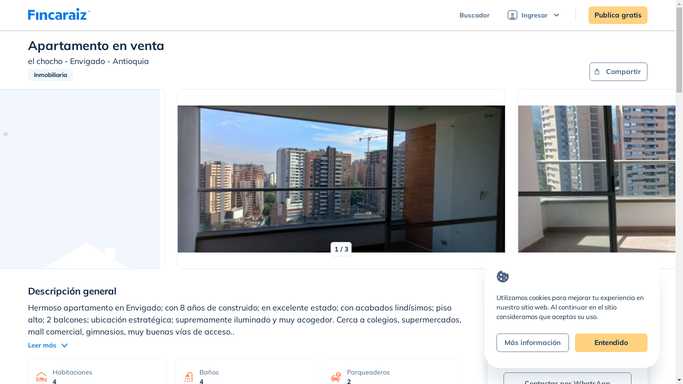 Fincaraiz
Buscador
Ingresar
Publica gratis
Apartamento en venta
el chocho - Envigado - Antioquia
Inmobiliaria
Compartir
1 / 3
Descripción general
Hermoso apartamento en Envigado; con 8 años de construido; en excelente estado; con acabados lindísimos; piso
alto; 2 balcones; ubicación estratégica; supremamente iluminado y muy acogedor. Cerca a colegios, supermercados,
mall comercial, gimnasios, muy buenas vías de acceso..
Leer más
Habitaciones
4
Baños
4
Parqueaderos
2
Utilizamos cookies para mejorar tu experiencia en
nuestro sitio web. Al continuar en el sitio
consideramos que aceptas su uso.
Más información
Entendido
Contactar por WhatsApp